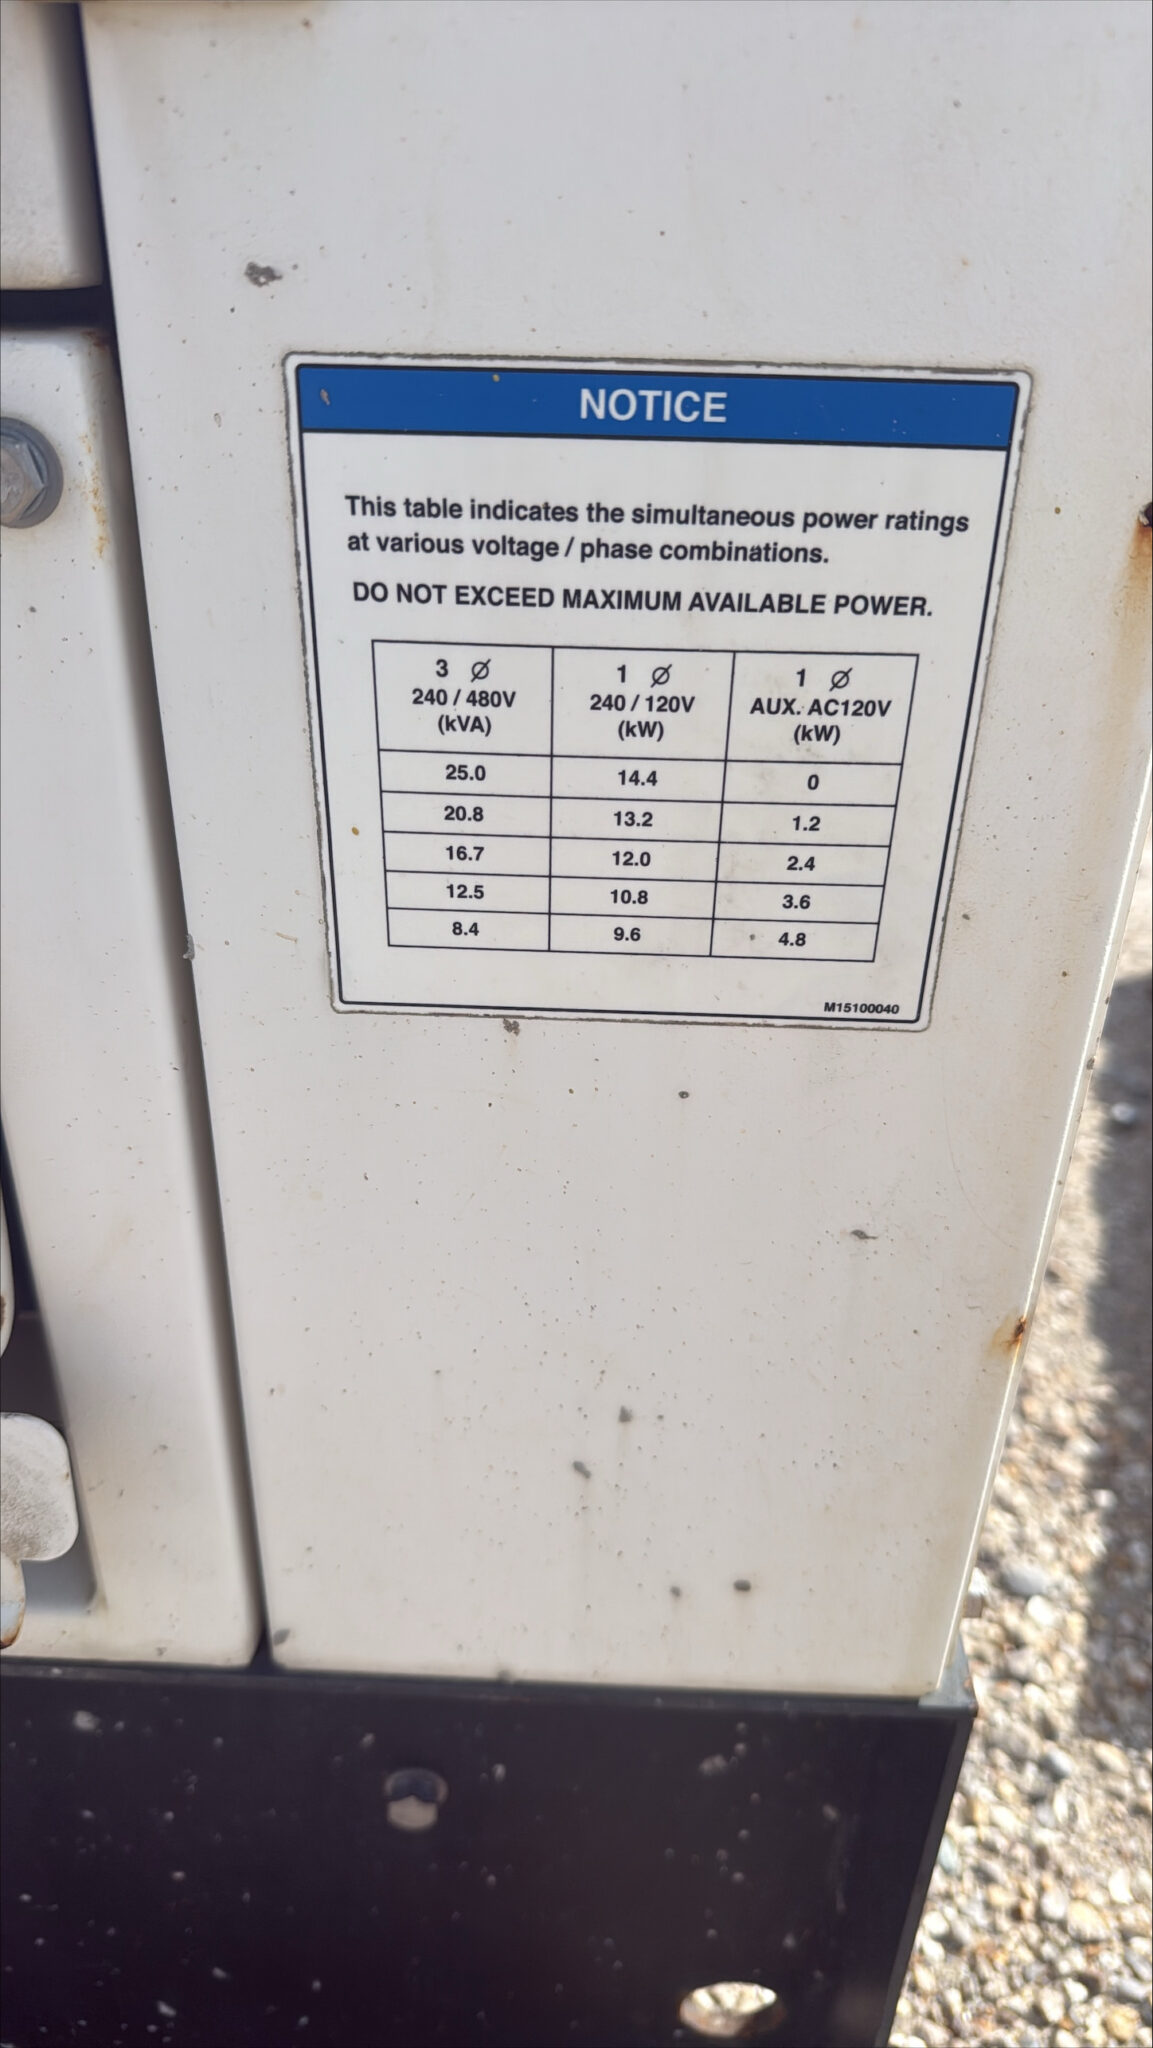 NOTICE
This table indicates the simultaneous power ratings
at various voltage / phase combinations.
DO NOT EXCEED MAXIMUM AVAILABLE POWER.
3 Ø 1 Ø 1 Ø
240 / 480V 240 / 120V AUX. AC120V
(kVA) (kW) (kW)
25.0 14.4 0
20.8 13.2 1.2
16.7 12.0 2.4
12.5 10.8 3.6
8.4 9.6 4.8
M15100040